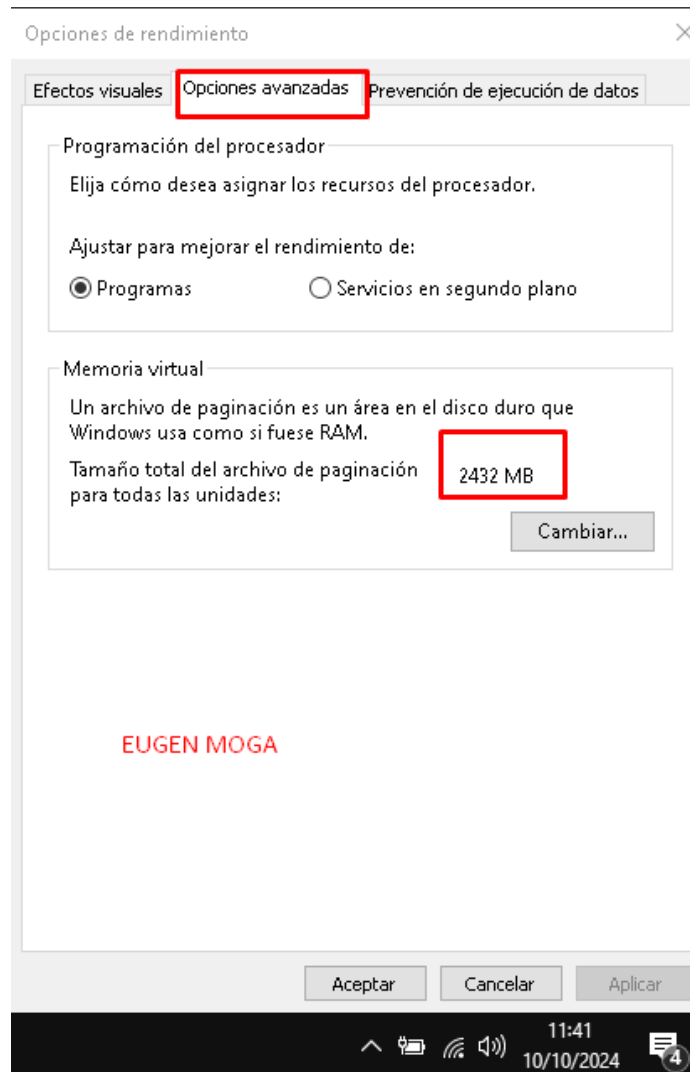 Opciones de rendimiento
Efectos visuales Opciones avanzadas Prevención de ejecución de datos
Programación del procesador
Elija cómo desea asignar los recursos del procesador.
Ajustar para mejorar el rendimiento de:
Programas Servicios en segundo plano
Memoria virtual
Un archivo de paginación es un área en el disco duro que
Windows usa como si fuese RAM.
Tamaño total del archivo de paginación
para todas las unidades:
2432 MB
Cambiar...
EUGEN MOGA
Aceptar Cancelar Aplicar
11:41
10/10/2024
4